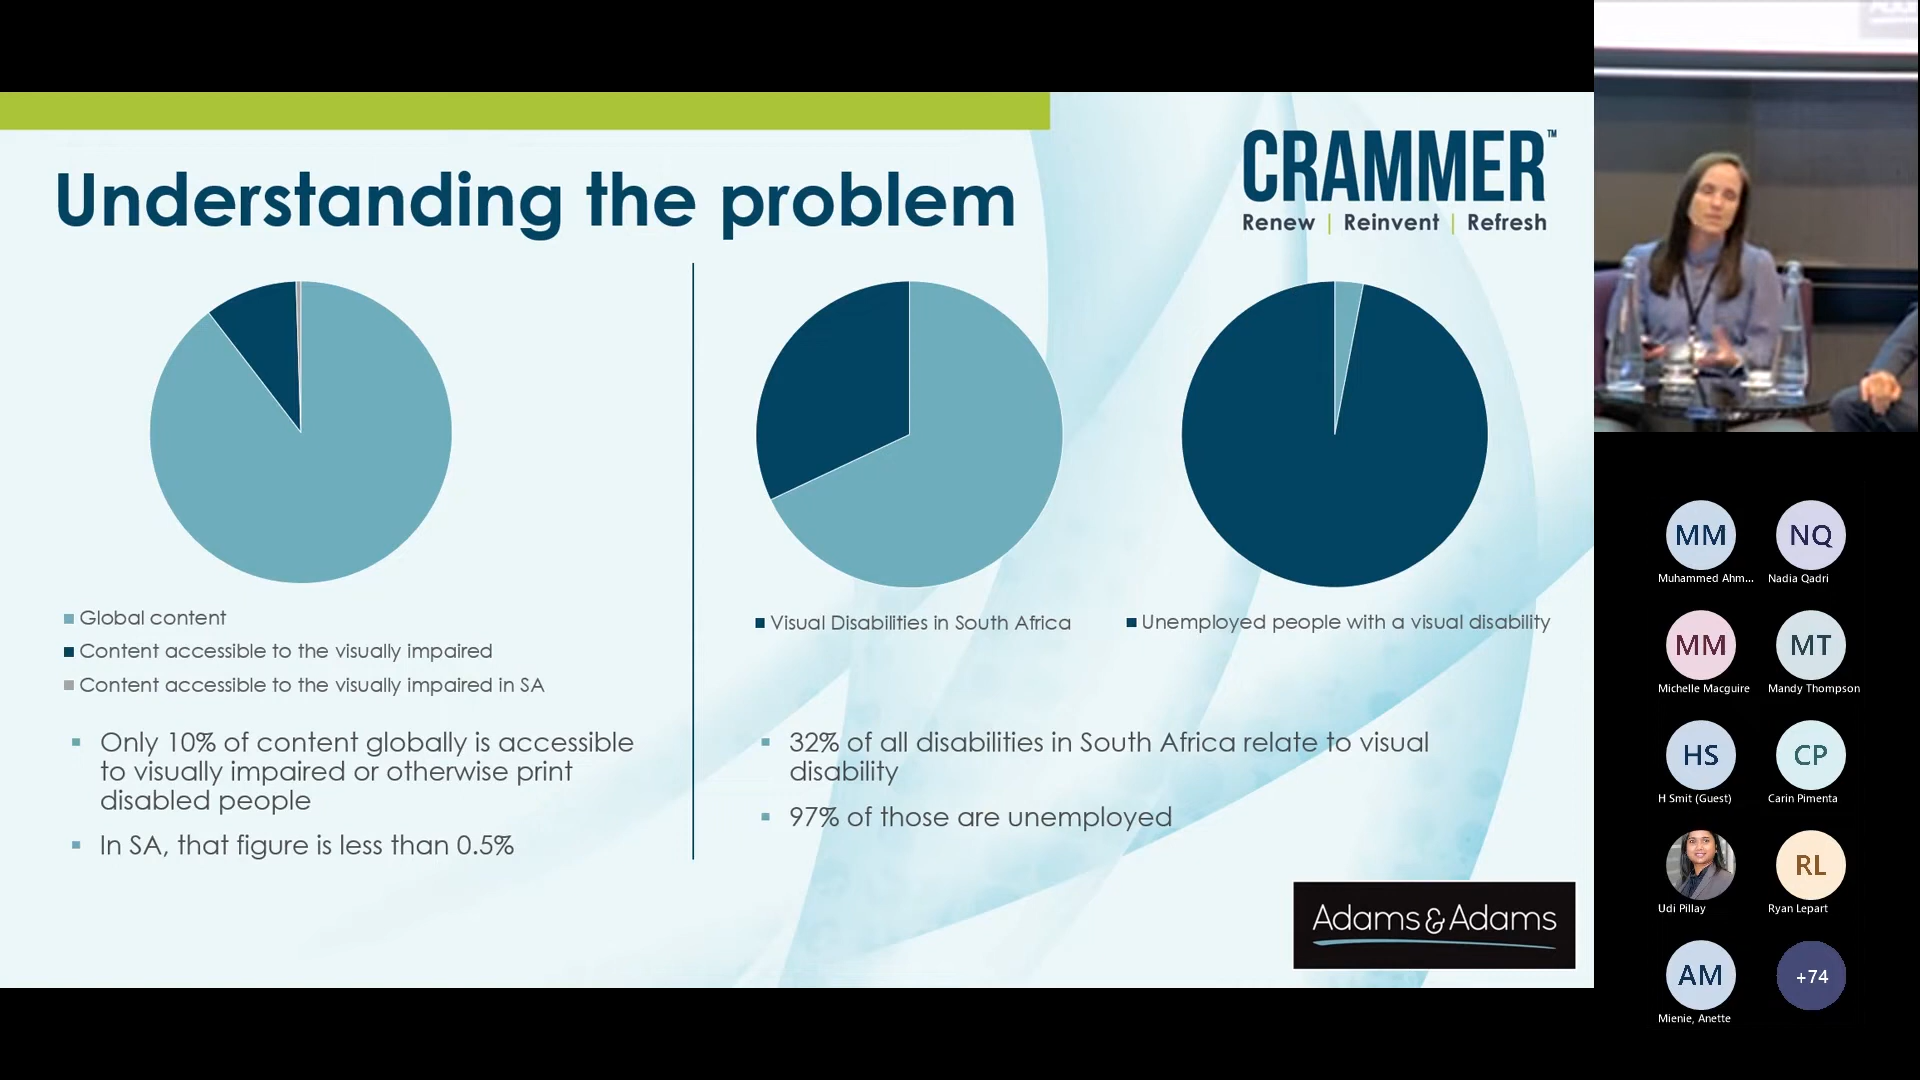 Understanding the problem
CRAMMER™
Renew | Reinvent | Refresh
Global content
Content accessible to the visually impaired
Content accessible to the visually impaired in SA
Visual Disabilities in South Africa
Unemployed people with a visual disability
Only 10% of content globally is accessible
to visually impaired or otherwise print
disabled people
In SA, that figure is less than 0.5%
32% of all disabilities in South Africa relate to visual
disability
97% of those are unemployed
Adams&Adams
MM
Muhammed Ahm...
NQ
Nadia Qadri
MM
Michelle Macguire
MT
Mandy Thompson
HS
H Smit (Guest)
CP
Carin Pimenta
Udi Pillay
RL
Ryan Lepart
AM
Mienie, Anette
+74